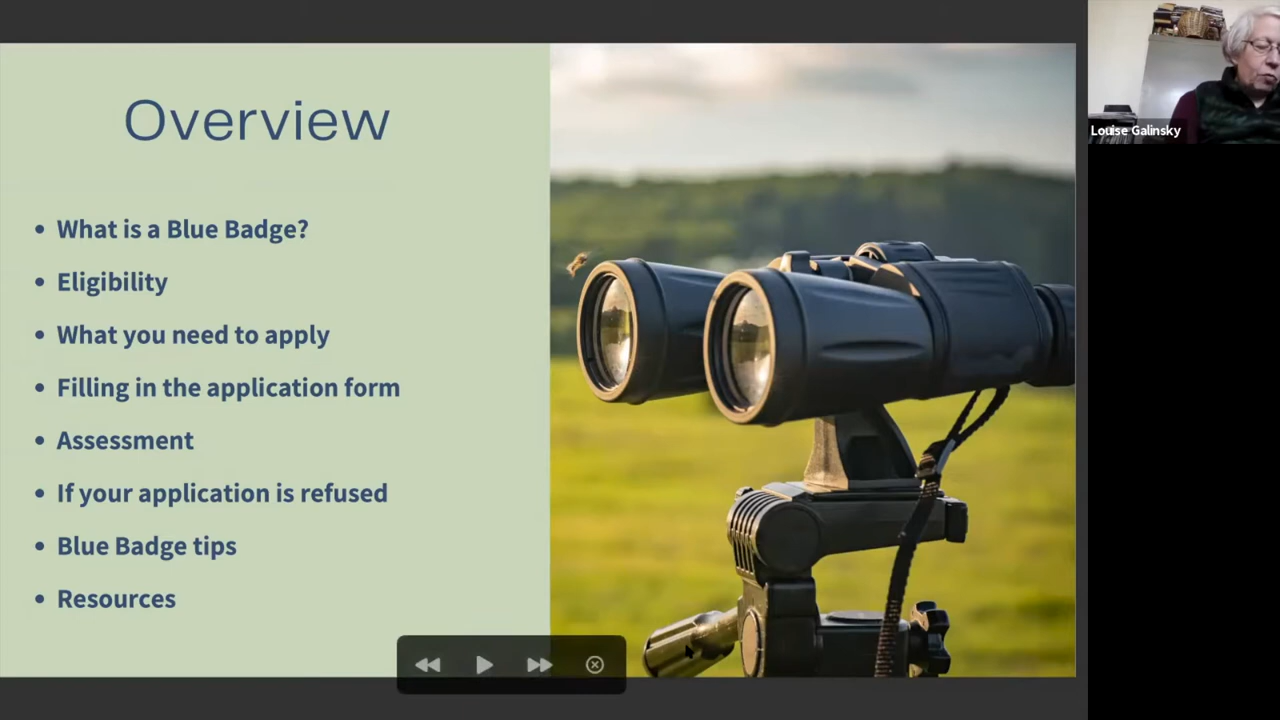 Overview
What is a Blue Badge?
Eligibility
What you need to apply
Filling in the application form
Assessment
If your application is refused
Blue Badge tips
Resources
Louise Galinsky